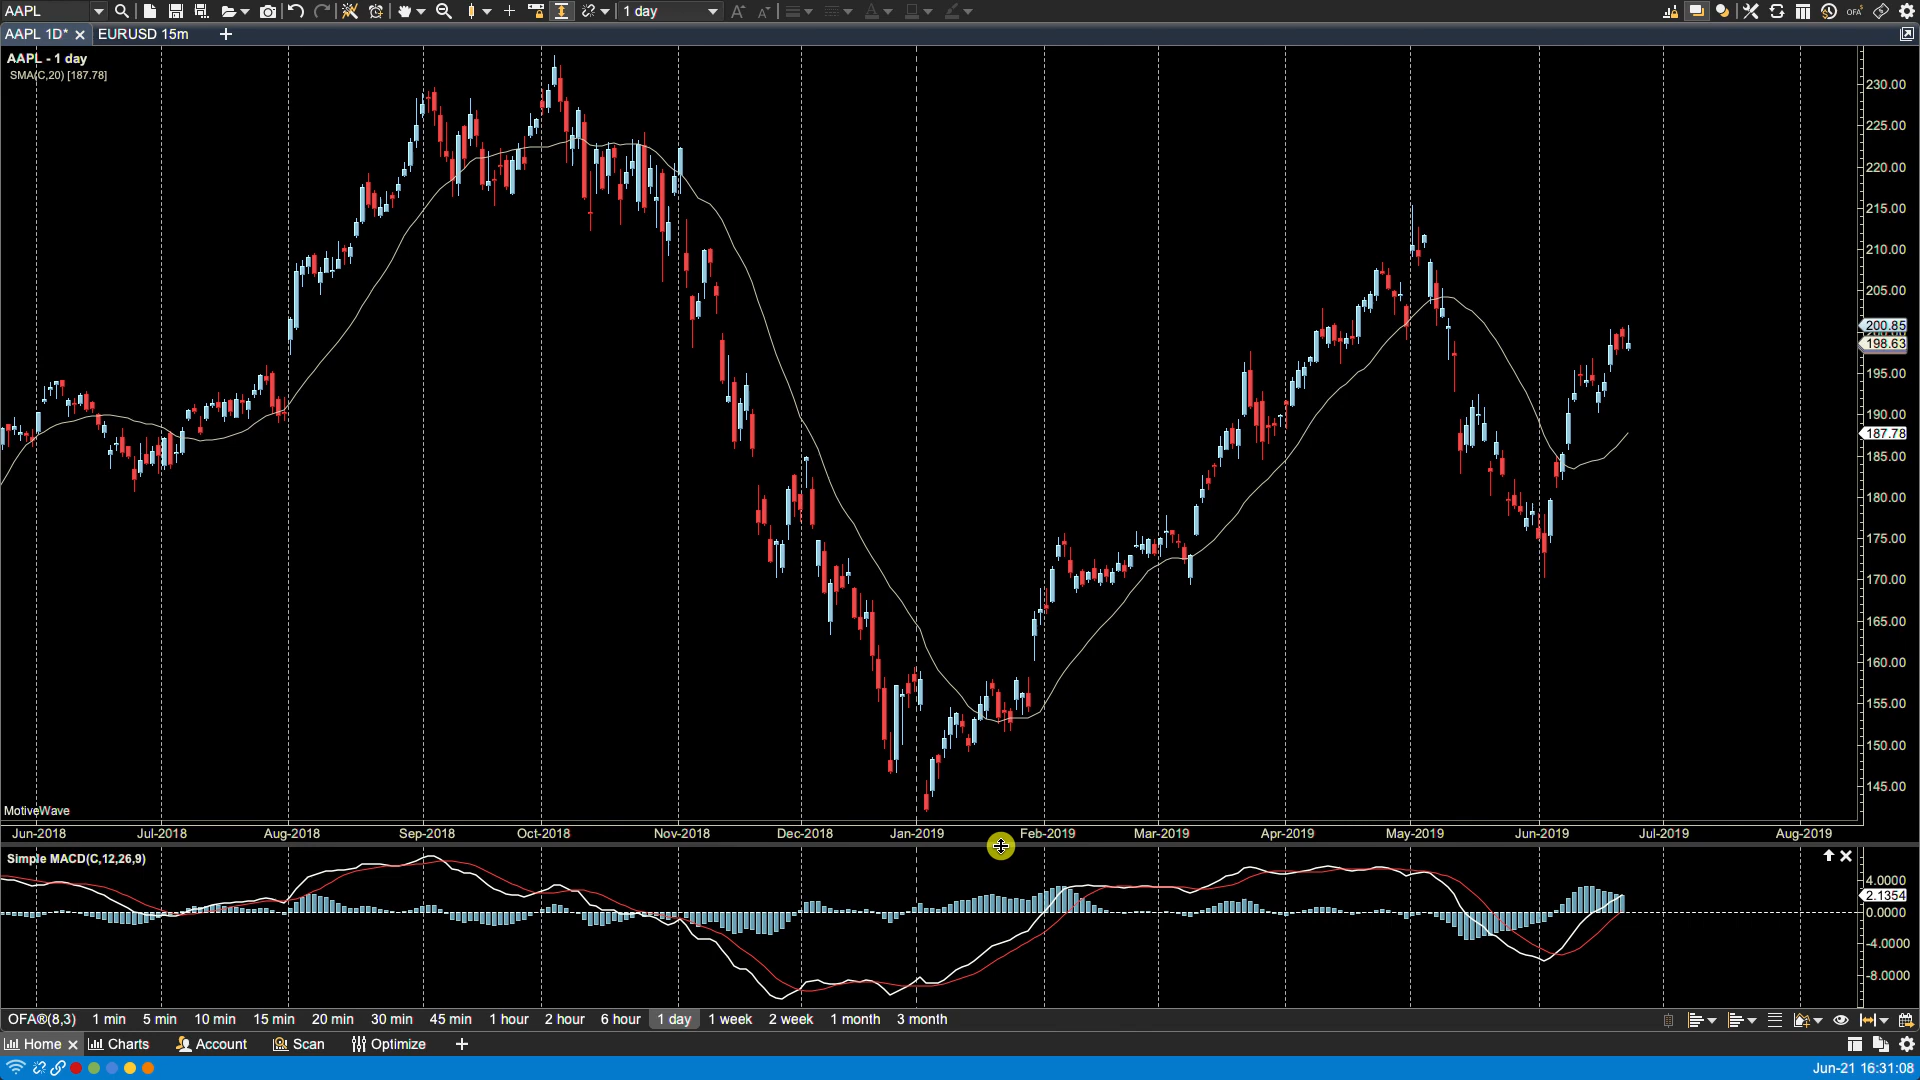 AAPL 1 day
OFA
AAPL 1D* EURUSD 15m
AAPL - 1 day
SMA(C,20) [187.78]
230.00
225.00
220.00
215.00
210.00
205.00
200.85
198.63
195.00
190.00
187.78
185.00
180.00
175.00
170.00
165.00
160.00
155.00
150.00
145.00
MotiveWave
Jun-2018 Jul-2018 Aug-2018 Sep-2018 Oct-2018 Nov-2018 Dec-2018 Jan-2019 Feb-2019 Mar-2019 Apr-2019 May-2019 Jun-2019 Jul-2019 Aug-2019
Simple MACD(C,12,26,9)
4.0000
2.1354
0.0000
-4.0000
-8.0000
OFA®(8,3) 1 min 5 min 10 min 15 min 20 min 30 min 45 min 1 hour 2 hour 6 hour 1 day 1 week 2 week 1 month 3 month
Home Charts Account Scan Optimize
Jun-21 16:31:08